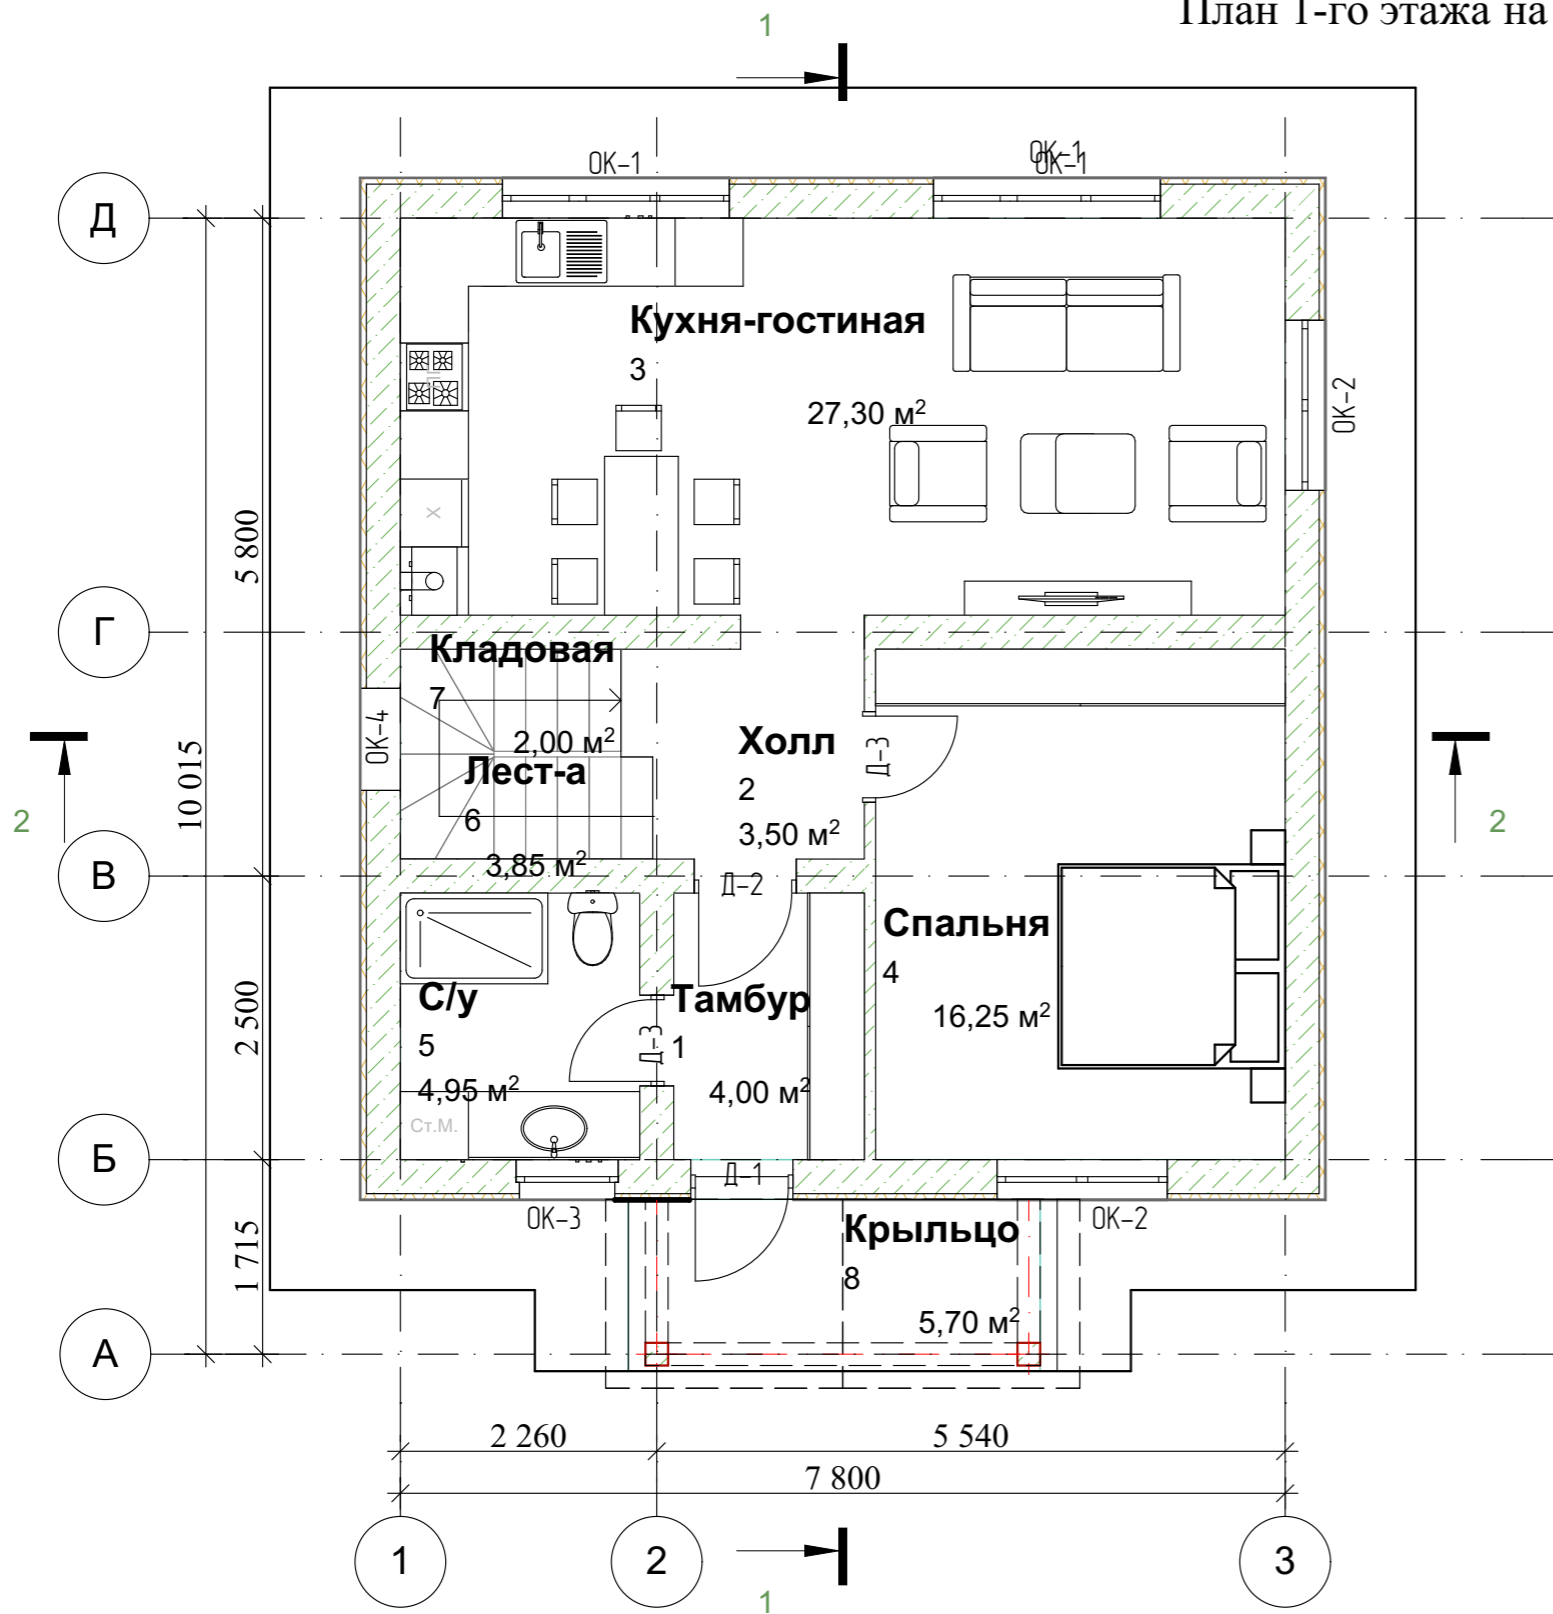 План 1-го этажа на
1
ОК-1
ОК-1
ОК-1
Д
Кухня-гостиная
3
27,30 м²
ОК-2
Х
5 800
Г
Кладовая
7
2,00 м²
ОК-4
Лест-а
6
3,85 м²
Холл
2
3,50 м²
Д-3
10 015
2
2
В
Д-2
Спальня
4
16,25 м²
С/у
5
4,95 м²
Тамбур
1
4,00 м²
Д-3
2 500
Ст.М.
Б
Д-1
ОК-3
ОК-2
Крыльцо
8
5,70 м²
1 715
А
2 260
5 540
7 800
1
2
3
1